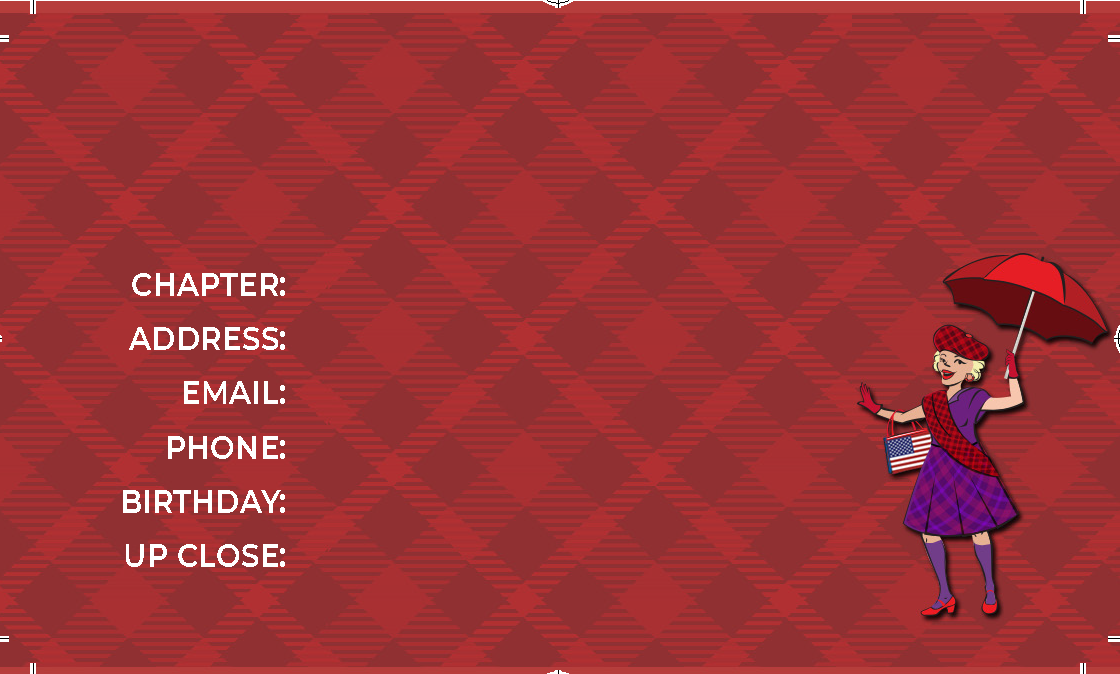 CHAPTER:
ADDRESS:
EMAIL:
PHONE:
BIRTHDAY:
UP CLOSE: